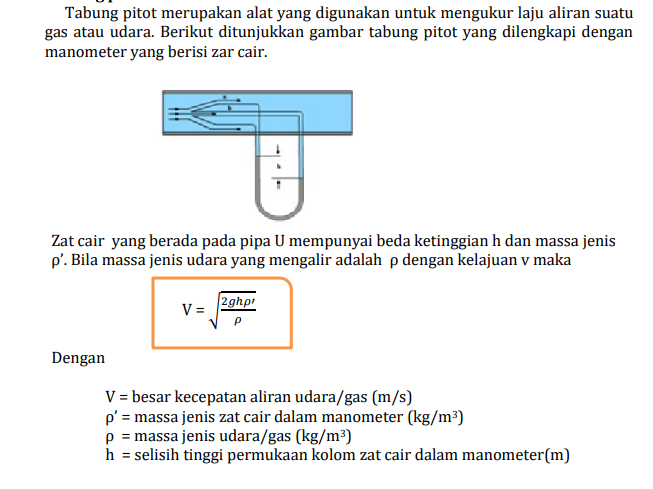 Tabung pitot merupakan alat yang digunakan untuk mengukur laju aliran suatu
gas atau udara. Berikut ditunjukkan gambar tabung pitot yang dilengkapi dengan
manometer yang berisi zar cair.
Zat cair yang berada pada pipa U mempunyai beda ketinggian h dan massa jenis
ρ’. Bila massa jenis udara yang mengalir adalah ρ dengan kelajuan v maka
V = √(2ghρ′/ρ)
Dengan
V = besar kecepatan aliran udara/gas (m/s)
ρ’ = massa jenis zat cair dalam manometer (kg/m³)
ρ = massa jenis udara/gas (kg/m³)
h = selisih tinggi permukaan kolom zat cair dalam manometer(m)